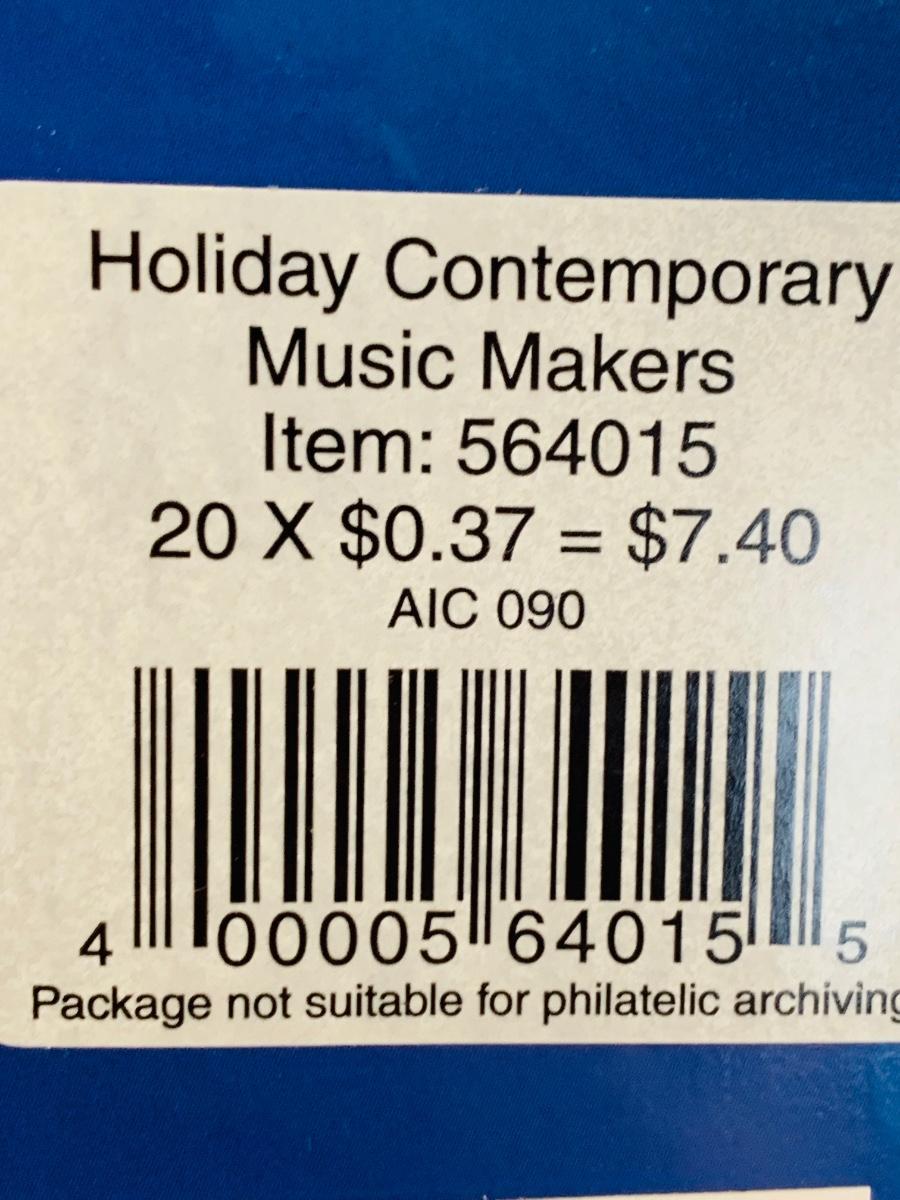 Holiday Contemporary
Music Makers
Item: 564015
20 X $0.37 = $7.40
AIC 090
4 00005 64015 5
Package not suitable for philatelic archiving